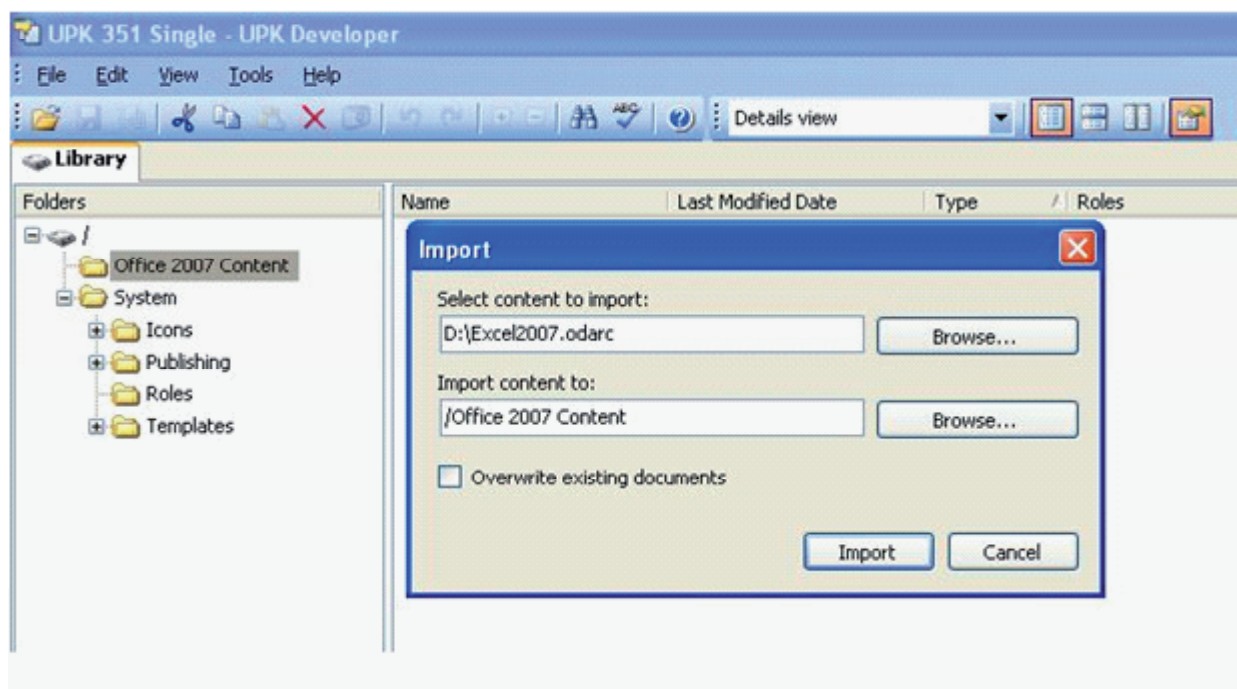 UPK 351 Single - UPK Developer
File Edit View Tools Help
ABC Details view
Library
Folders Name Last Modified Date Type Roles
/
Office 2007 Content
System
Icons
Publishing
Roles
Templates
Import
Select content to import:
D:\Excel2007.odarc Browse...
Import content to:
/Office 2007 Content Browse...
Overwrite existing documents
Import Cancel